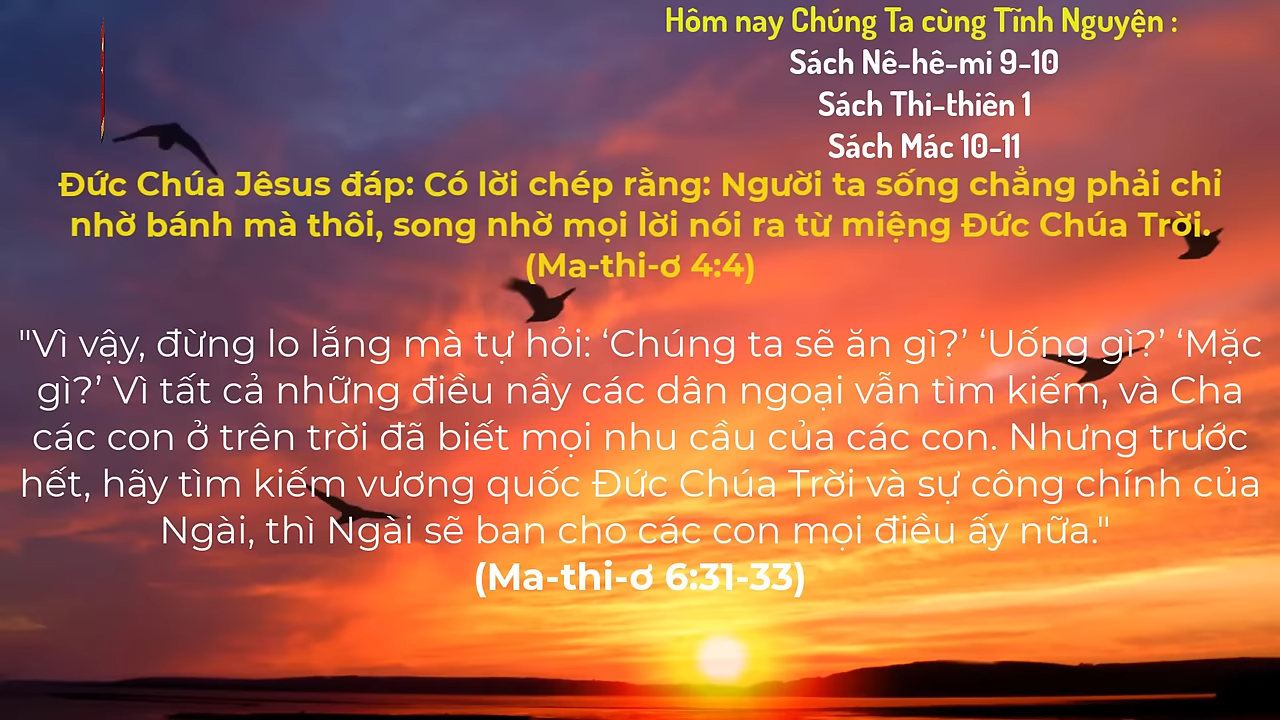 Hôm nay Chúng Ta cùng Tĩnh Nguyện :
Sách Nê-hê-mi 9-10
Sách Thi-thiên 1
Sách Mác 10-11
Đức Chúa Jêsus đáp: Có lời chép rằng: Người ta sống chẳng phải chỉ
nhờ bánh mà thôi, song nhờ mọi lời nói ra từ miệng Đức Chúa Trời.
(Ma-thi-ơ 4:4)
"Vì vậy, đừng lo lắng mà tự hỏi: ‘Chúng ta sẽ ăn gì?’ ‘Uống gì?’ ‘Mặc
gì?’ Vì tất cả những điều nầy các dân ngoại vẫn tìm kiếm, và Cha
các con ở trên trời đã biết mọi nhu cầu của các con. Nhưng trước
hết, hãy tìm kiếm vương quốc Đức Chúa Trời và sự công chính của
Ngài, thì Ngài sẽ ban cho các con mọi điều ấy nữa."
(Ma-thi-ơ 6:31-33)